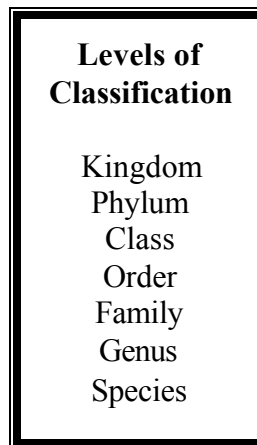 Levels of
Classification
Kingdom
Phylum
Class
Order
Family
Genus
Species